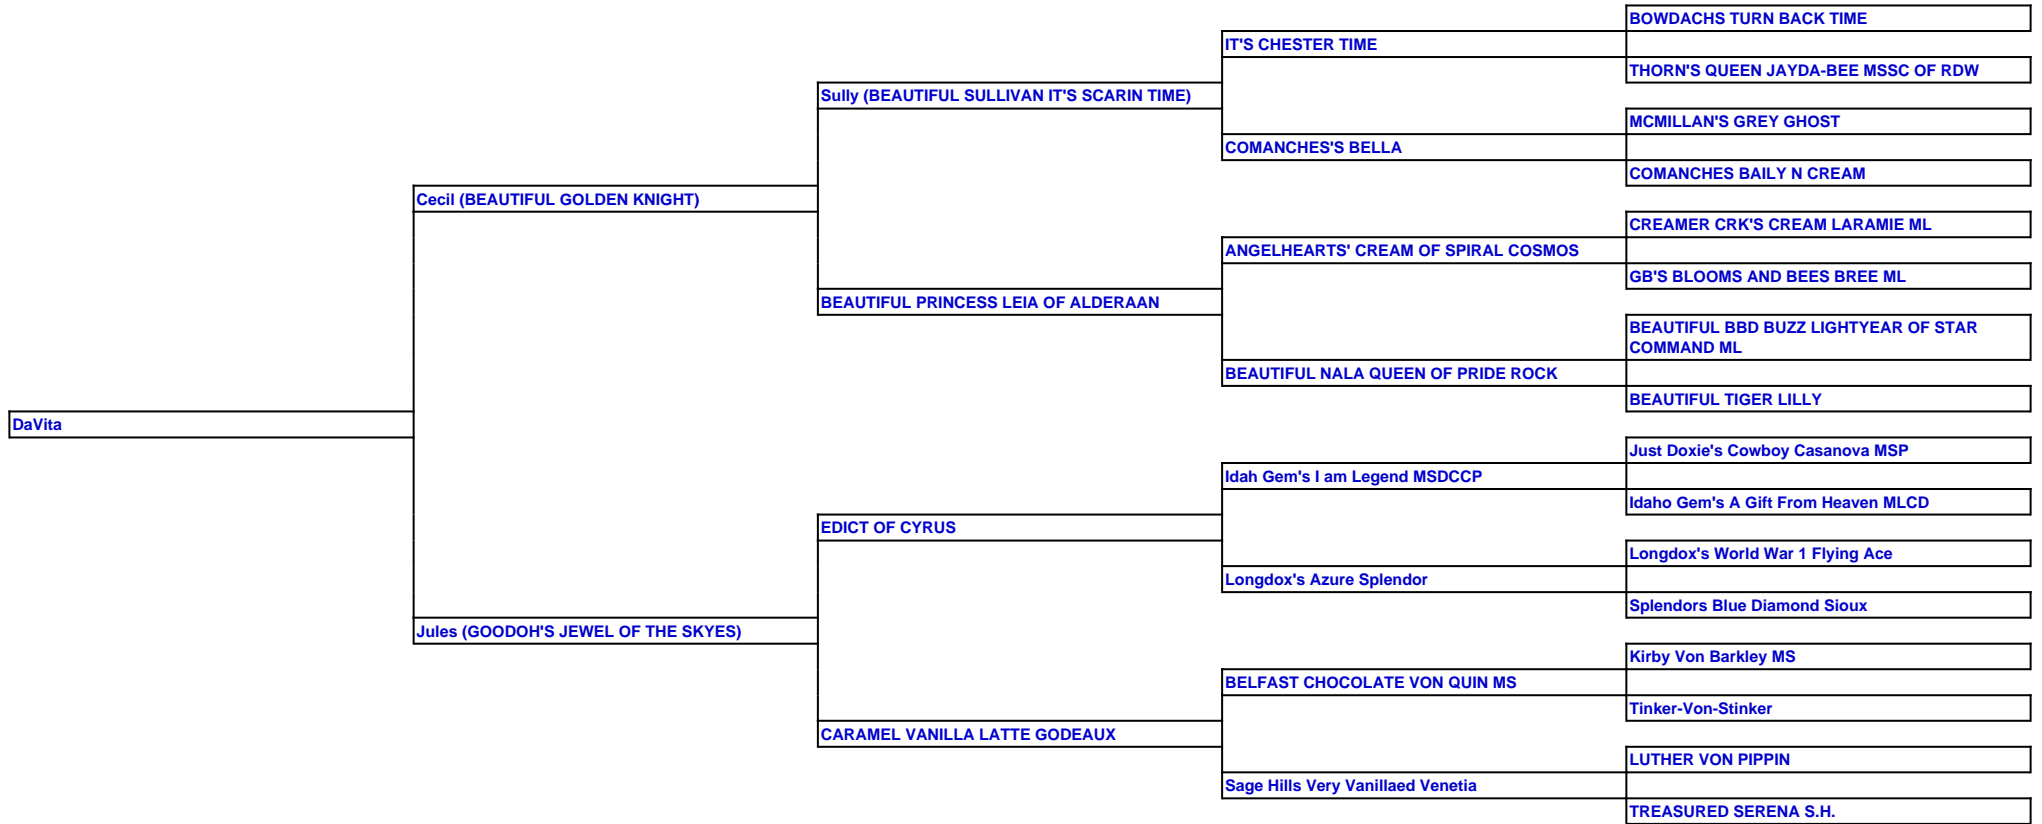 BOWDACHS TURN BACK TIME
IT'S CHESTER TIME
THORN'S QUEEN JAYDA-BEE MSSC OF RDW
Sully (BEAUTIFUL SULLIVAN IT'S SCARIN TIME)
MCMILLAN'S GREY GHOST
COMANCHES'S BELLA
COMANCHES BAILY N CREAM
Cecil (BEAUTIFUL GOLDEN KNIGHT)
CREAMER CRK'S CREAM LARAMIE ML
ANGELHEARTS' CREAM OF SPIRAL COSMOS
GB'S BLOOMS AND BEES BREE ML
BEAUTIFUL PRINCESS LEIA OF ALDERAAN
BEAUTIFUL BBD BUZZ LIGHTYEAR OF STAR
COMMAND ML
BEAUTIFUL NALA QUEEN OF PRIDE ROCK
BEAUTIFUL TIGER LILLY
DaVita
Just Doxie's Cowboy Casanova MSP
Idah Gem's I am Legend MSDCCP
Idaho Gem's A Gift From Heaven MLCD
EDICT OF CYRUS
Longdox's World War 1 Flying Ace
Longdox's Azure Splendor
Splendors Blue Diamond Sioux
Jules (GOODOH'S JEWEL OF THE SKYES)
Kirby Von Barkley MS
BELFAST CHOCOLATE VON QUIN MS
Tinker-Von-Stinker
CARAMEL VANILLA LATTE GODEAUX
LUTHER VON PIPPIN
Sage Hills Very Vanillaed Venetia
TREASURED SERENA S.H.